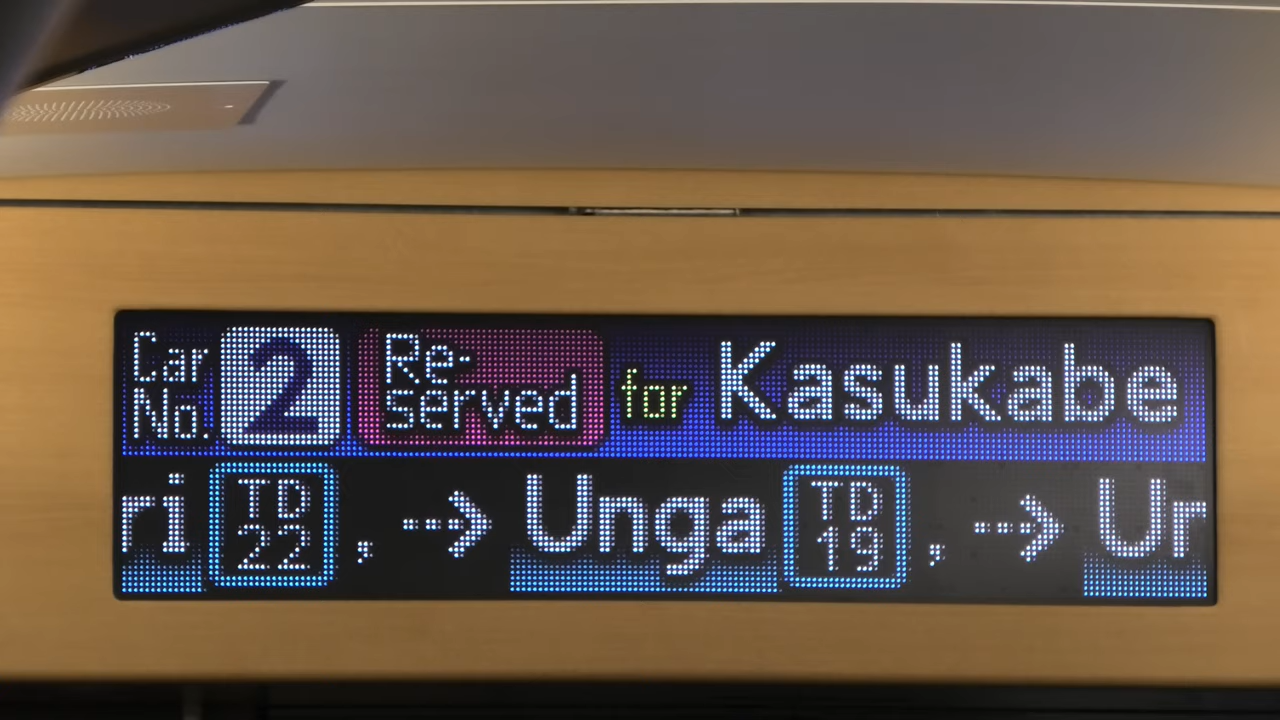 Car No. 2 Re-served for Kasukabe
ri TD 22, → Unga TD 19, → Ur